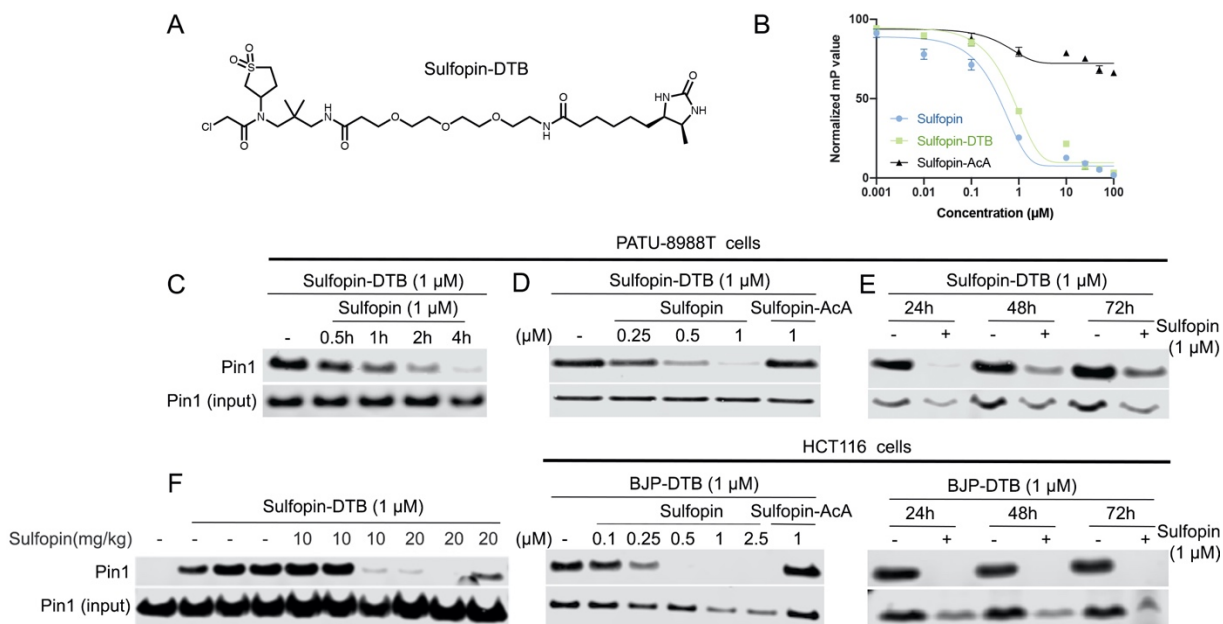 A
B
Sulfopin-DTB
O
O
S
Cl
N
O
NH
O
O
O
O
NH
O
O
HN
NH
Normalized mP value
100
50
0
Sulfopin
Sulfopin-DTB
Sulfopin-AcA
0.001 0.01 0.1 1 10 100
Concentration (µM)
PATU-8988T cells
C
Sulfopin-DTB (1 µM)
Sulfopin (1 µM)
- 0.5h 1h 2h 4h
Pin1
Pin1 (input)
D
Sulfopin-DTB (1 µM)
Sulfopin Sulfopin-AcA
(µM) - 0.25 0.5 1 1
E
Sulfopin-DTB (1 µM)
24h 48h 72h
- + - + - +
Sulfopin
(1 µM)
HCT116 cells
F
Sulfopin-DTB (1 µM)
Sulfopin(mg/kg) - - - - 10 10 10 20 20 20
Pin1
Pin1 (input)
BJP-DTB (1 µM)
Sulfopin Sulfopin-AcA
(µM) - 0.1 0.25 0.5 1 2.5 1
BJP-DTB (1 µM)
24h 48h 72h
- + - + - +
Sulfopin
(1 µM)